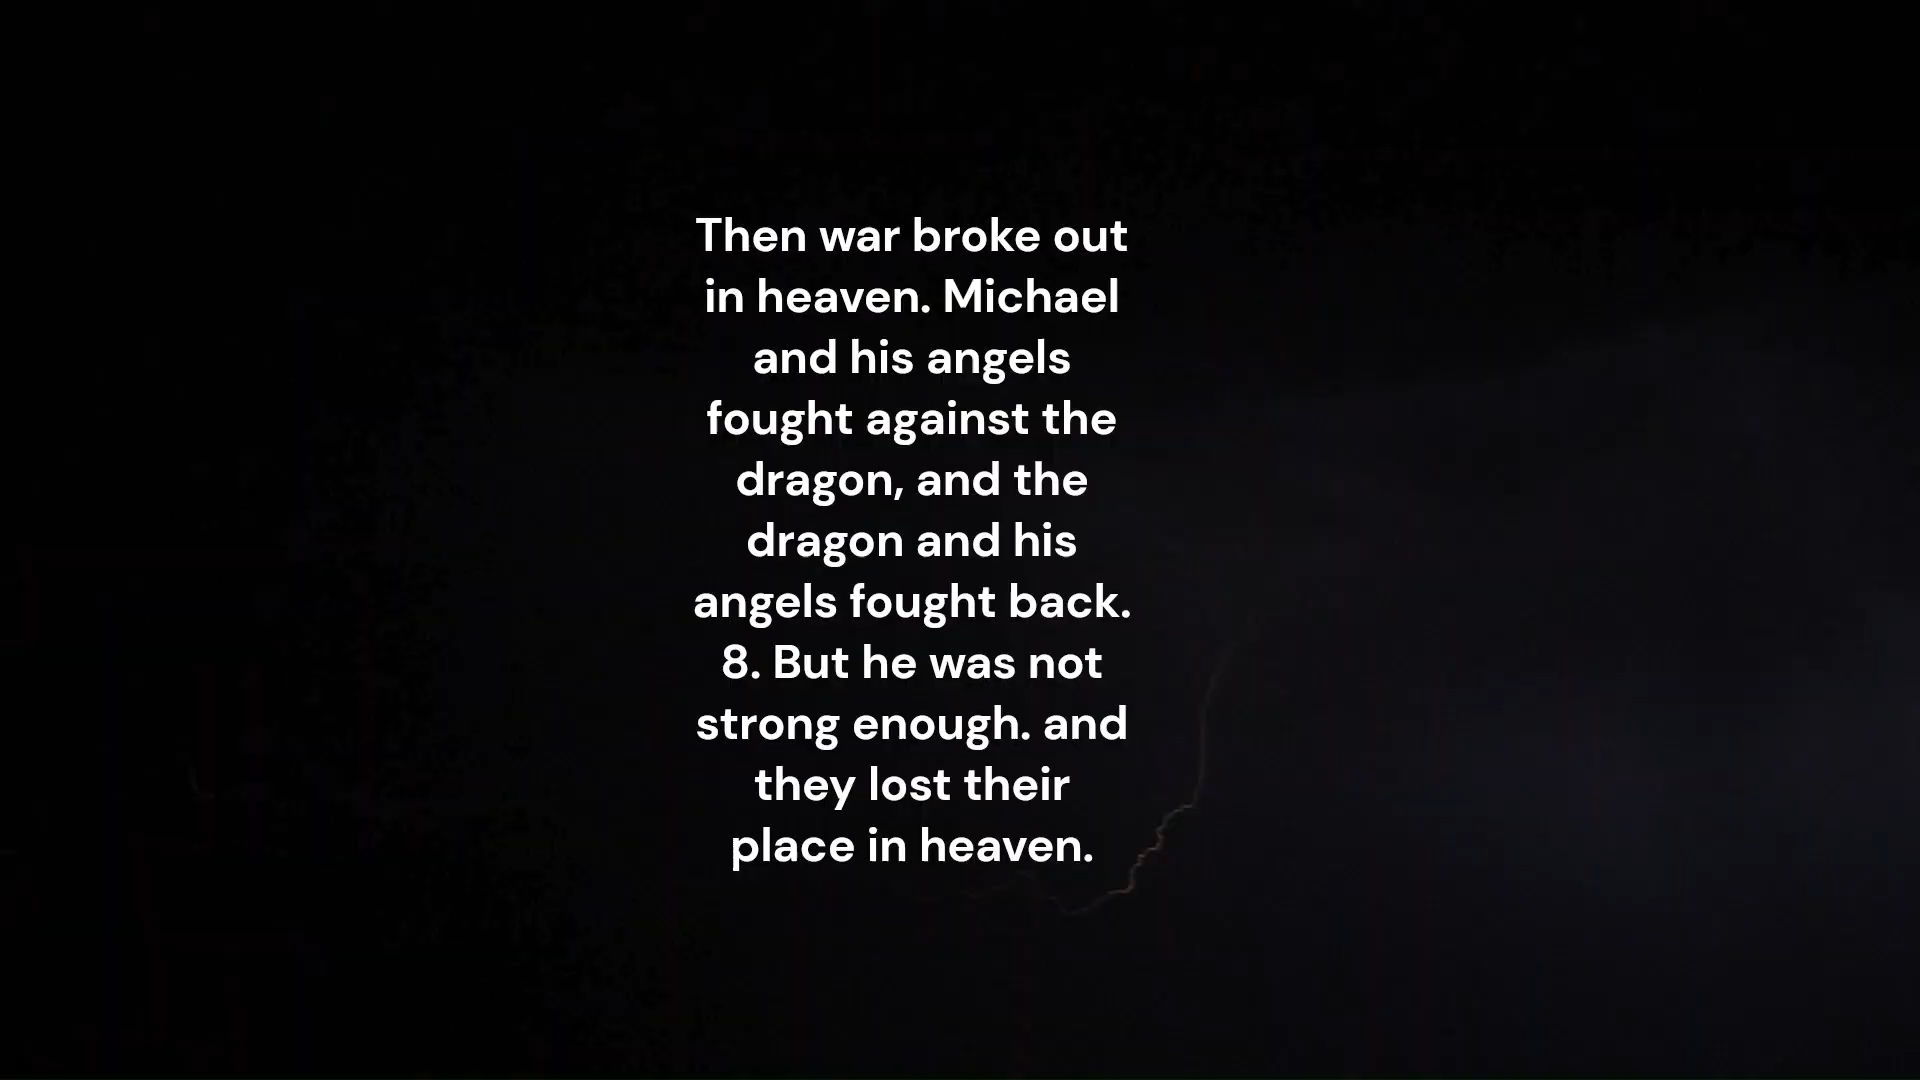 Then war broke out
in heaven. Michael
and his angels
fought against the
dragon, and the
dragon and his
angels fought back.
8. But he was not
strong enough. and
they lost their
place in heaven.